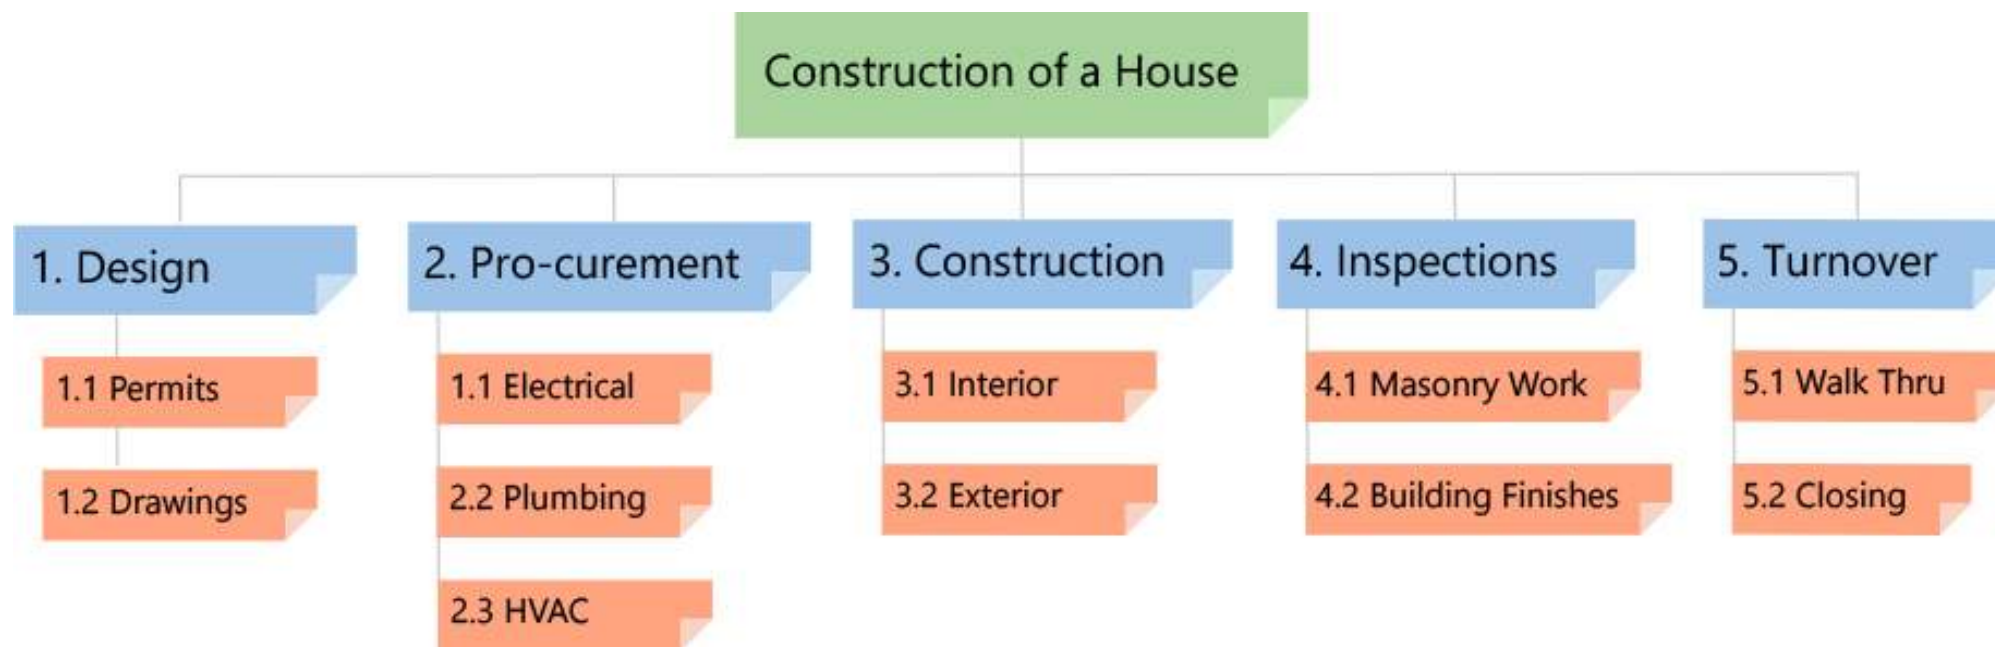 Construction of a House
1. Design
1.1 Permits
1.2 Drawings
2. Pro-curement
1.1 Electrical
2.2 Plumbing
2.3 HVAC
3. Construction
3.1 Interior
3.2 Exterior
4. Inspections
4.1 Masonry Work
4.2 Building Finishes
5. Turnover
5.1 Walk Thru
5.2 Closing